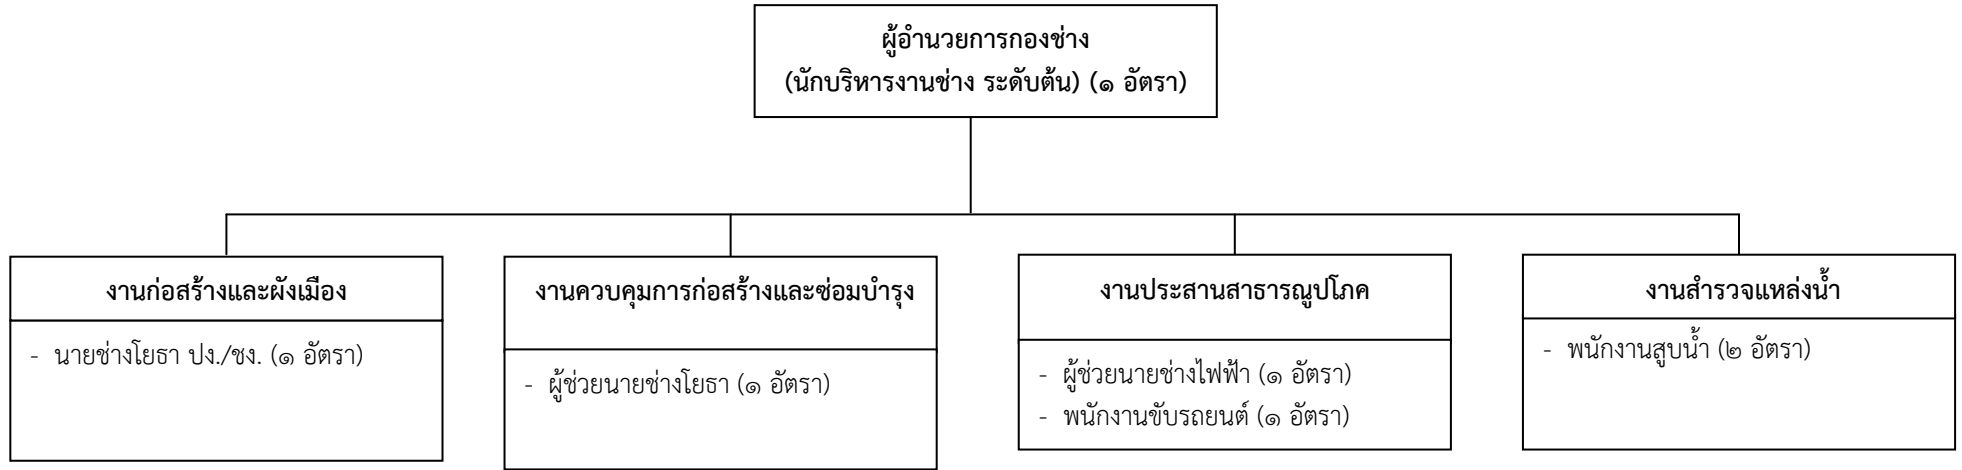 ผู้อำนวยการกองช่าง
(นักบริหารงานช่าง ระดับต้น) (๑ อัตรา)
งานก่อสร้างและผังเมือง
- นายช่างโยธา ปง./ชง. (๑ อัตรา)
งานควบคุมการก่อสร้างและซ่อมบำรุง
- ผู้ช่วยนายช่างโยธา (๑ อัตรา)
งานประสานสาธารณูปโภค
- ผู้ช่วยนายช่างไฟฟ้า (๑ อัตรา)
- พนักงานขับรถยนต์ (๑ อัตรา)
งานสำรวจแหล่งน้ำ
- พนักงานสูบน้ำ (๒ อัตรา)